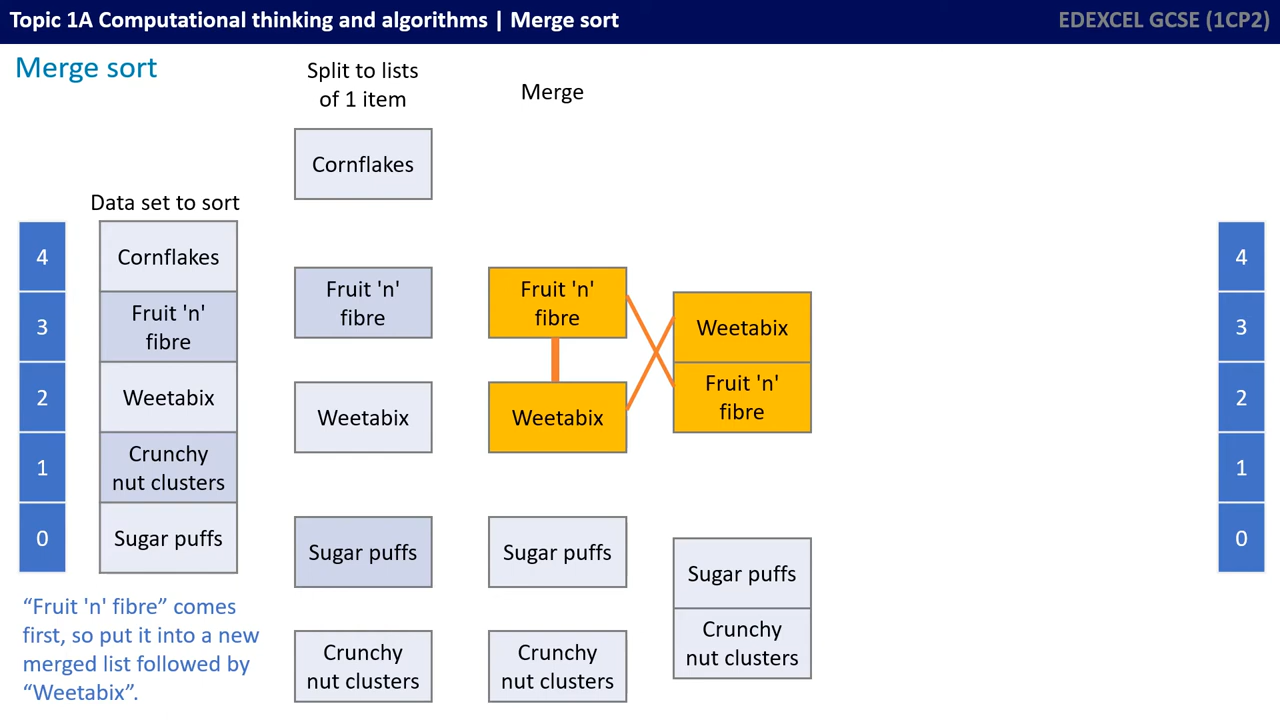 Topic 1A Computational thinking and algorithms | Merge sort
EDEXCEL GCSE (1CP2)
Merge sort
Data set to sort
4
3
2
1
0
Cornflakes
Fruit 'n'
fibre
Weetabix
Crunchy
nut clusters
Sugar puffs
“Fruit 'n' fibre” comes
first, so put it into a new
merged list followed by
“Weetabix”.
Split to lists
of 1 item
Cornflakes
Fruit 'n'
fibre
Weetabix
Sugar puffs
Crunchy
nut clusters
Merge
Fruit 'n'
fibre
Weetabix
Sugar puffs
Crunchy
nut clusters
Weetabix
Fruit 'n'
fibre
Sugar puffs
Crunchy
nut clusters
4
3
2
1
0